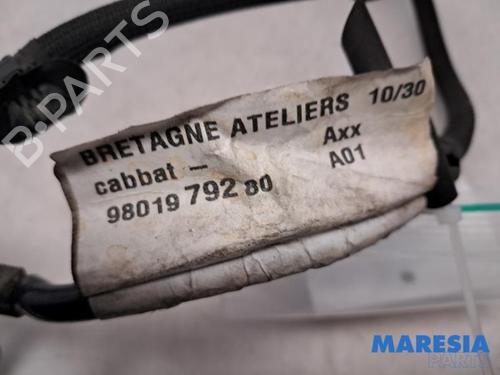 B-PARTS
BRETAGNE ATELIERS 10/30
cabbat - Axx
98019 792 80 A01
MARESIA
PARTS